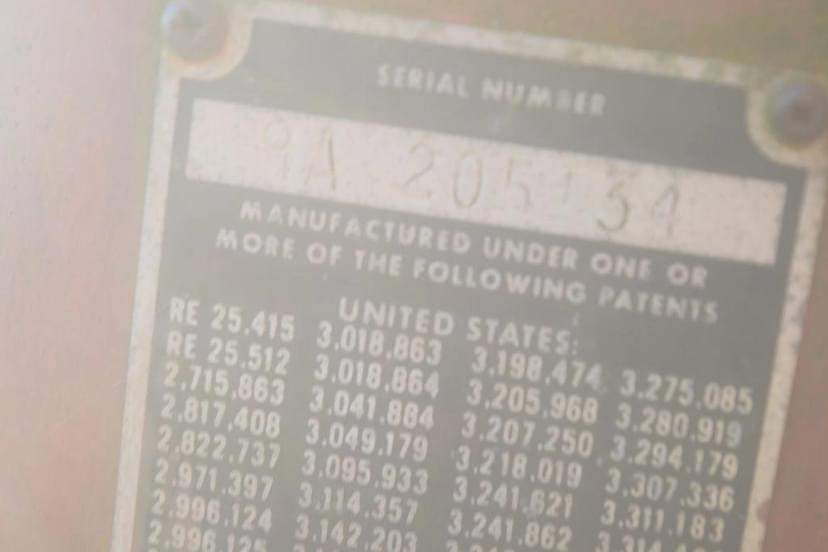 SERIAL NUMBER
9A 205134
MANUFACTURED UNDER ONE OR
MORE OF THE FOLLOWING PATENTS
UNITED STATES:
RE 25.415 3.018.863 3.198.474 3.275.085
RE 25.512 3.018.864 3.205.968 3.280.919
2.715.863 3.041.884 3.207.250 3.294.179
2.817.408 3.049.179 3.218.019 3.307.336
2.822.737 3.095.933 3.241.621 3.311.183
2.971.397 3.114.357 3.241.862
2.996.124 3.142.203
2.996.125